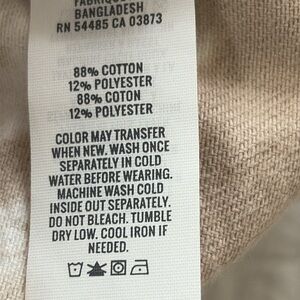 FABRIQUÉ
BANGLADESH
RN 54485 CA 03873
88% COTTON
12% POLYESTER
88% COTON
12% POLYESTER
COLOR MAY TRANSFER
WHEN NEW. WASH ONCE
SEPARATELY IN COLD
WATER BEFORE WEARING.
MACHINE WASH COLD
INSIDE OUT SEPARATELY.
DO NOT BLEACH. TUMBLE
DRY LOW. COOL IRON IF
NEEDED.